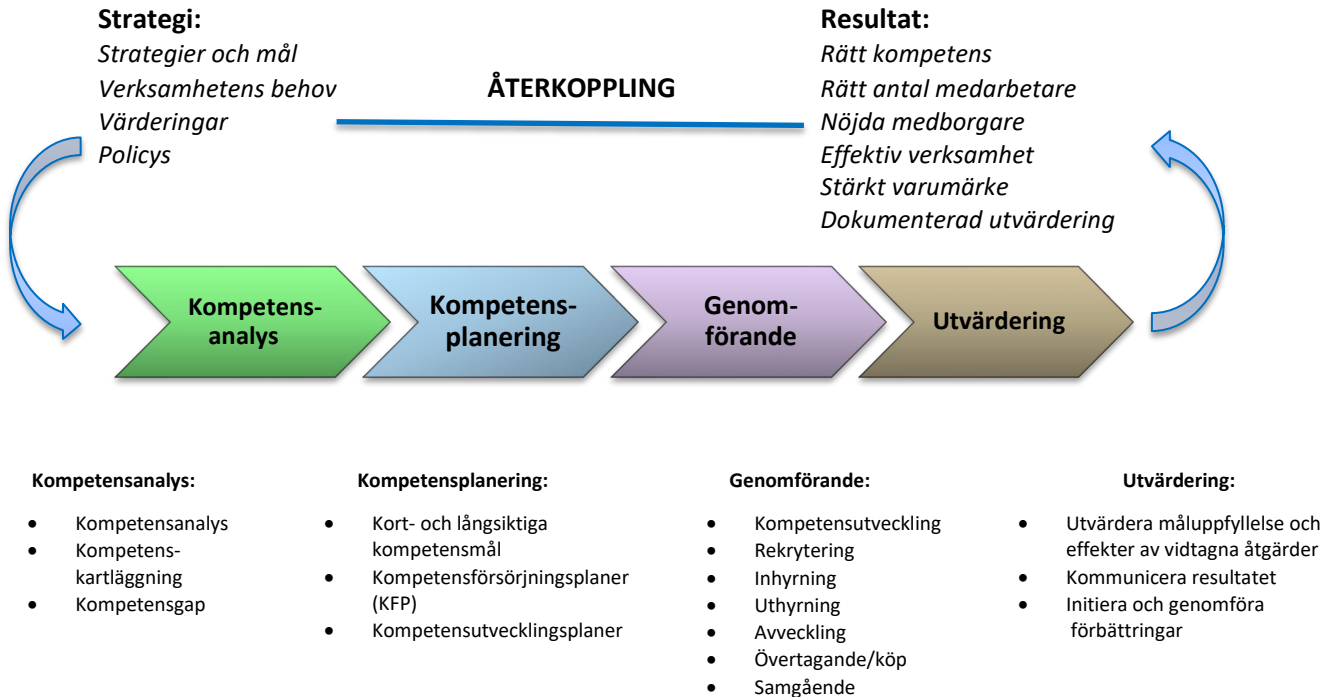 Strategi:
Strategier och mål
Verksamhetens behov
Värderingar
Policys
ÅTERKOPPLING
Resultat:
Rätt kompetens
Rätt antal medarbetare
Nöjda medborgare
Effektiv verksamhet
Stärkt varumärke
Dokumenterad utvärdering
Kompetens-
analys
Kompetens-
planering
Genom-
förande
Utvärdering
Kompetensanalys:
• Kompetensanalys
• Kompetens-
kartläggning
• Kompetensgap
Kompetensplanering:
• Kort- och långsiktiga
kompetensmål
• Kompetensförsörjningsplaner
(KFP)
• Kompetensutvecklingsplaner
Genomförande:
• Kompetensutveckling
• Rekrytering
• Inhyrning
• Uthyrning
• Avveckling
• Övertagande/köp
• Samgående
Utvärdering:
• Utvärdera måluppfyllelse och
effekter av vidtagna åtgärder
• Kommunicera resultatet
• Initiera och genomföra
förbättringar